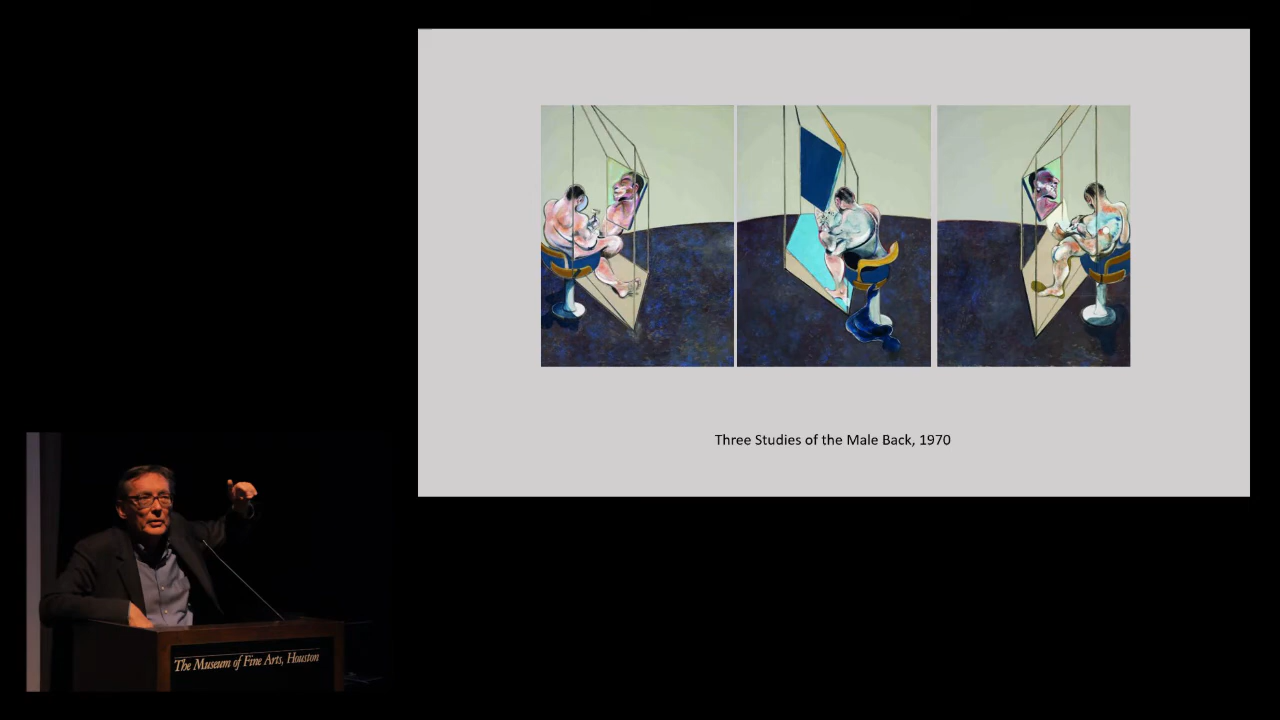 Three Studies of the Male Back, 1970
The Museum of Fine Arts, Houston